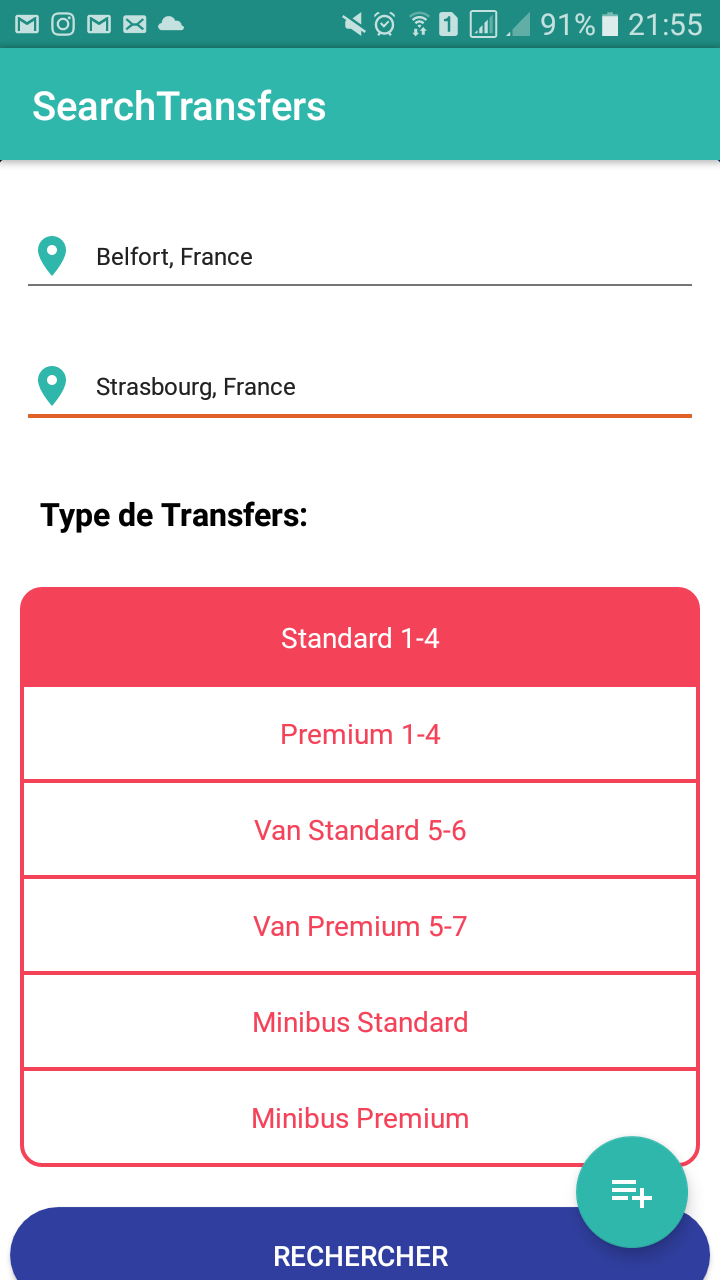 1 91% 21:55
SearchTransfers
Belfort, France
Strasbourg, France
Type de Transfers:
Standard 1-4
Premium 1-4
Van Standard 5-6
Van Premium 5-7
Minibus Standard
Minibus Premium
RECHERCHER